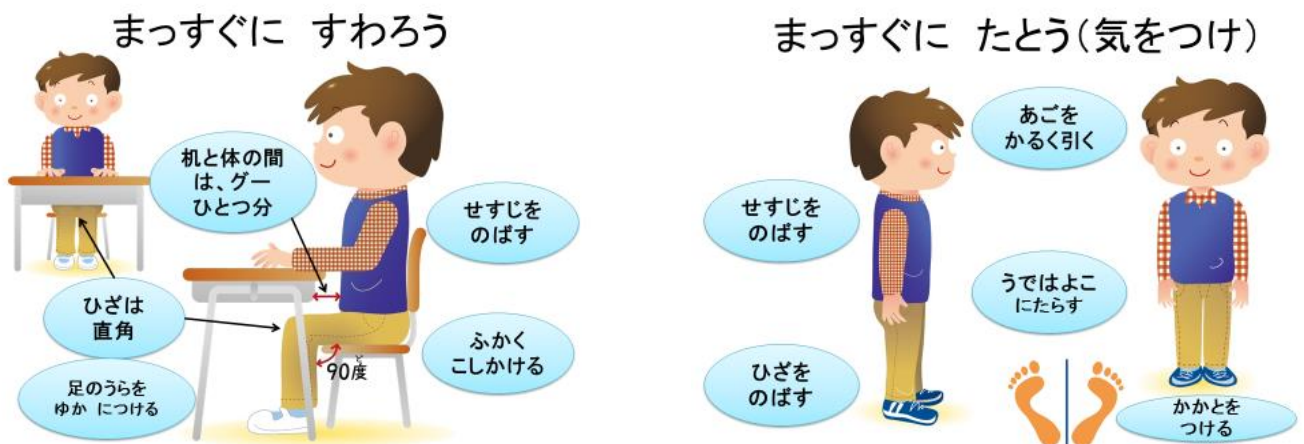 まっすぐに すわろう
机と体の間
は、グー
ひとつ分
せすじを
のばす
ひざは
直角
ふかく
こしかける
90度
ど
足のうらを
ゆか につける
まっすぐに たとう(気をつけ)
あごを
かるく引く
せすじを
のばす
うではよこ
にたらす
ひざを
のばす
かかとを
つける